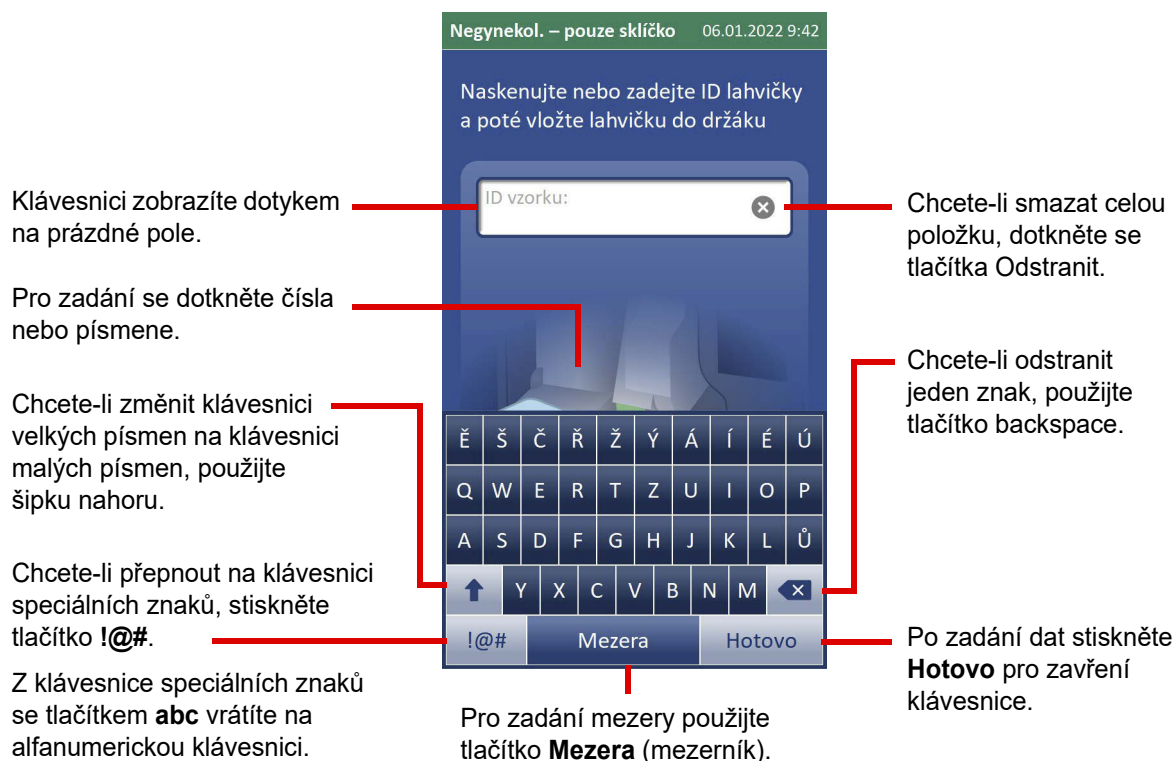 Negynekol. – pouze sklíčko 06.01.2022 9:42
Naskenujte nebo zadejte ID lahvičky
a poté vložte lahvičku do držáku
ID vzorku:
Klávesnici zobrazíte dotykem
na prázdné pole.
Pro zadání se dotkněte čísla
nebo písmene.
Chcete-li změnit klávesnici
velkých písmen na klávesnici
malých písmen, použijte
šipku nahoru.
Chcete-li přepnout na klávesnici
speciálních znaků, stiskněte
tlačítko !@#.
Z klávesnice speciálních znaků
se tlačítkem abc vrátíte na
alfanumerickou klávesnici.
Ě Š Č Ř Ž Ý Á Í É Ú
Q W E R T Z U I O P
A S D F G H J K L Ů
Y X C V B N M
!@# Mezera Hotovo
Pro zadání mezery použijte
tlačítko Mezera (mezerník).
Chcete-li smazat celou
položku, dotkněte se
tlačítka Odstranit.
Chcete-li odstranit
jeden znak, použijte
tlačítko backspace.
Po zadání dat stiskněte
Hotovo pro zavření
klávesnice.